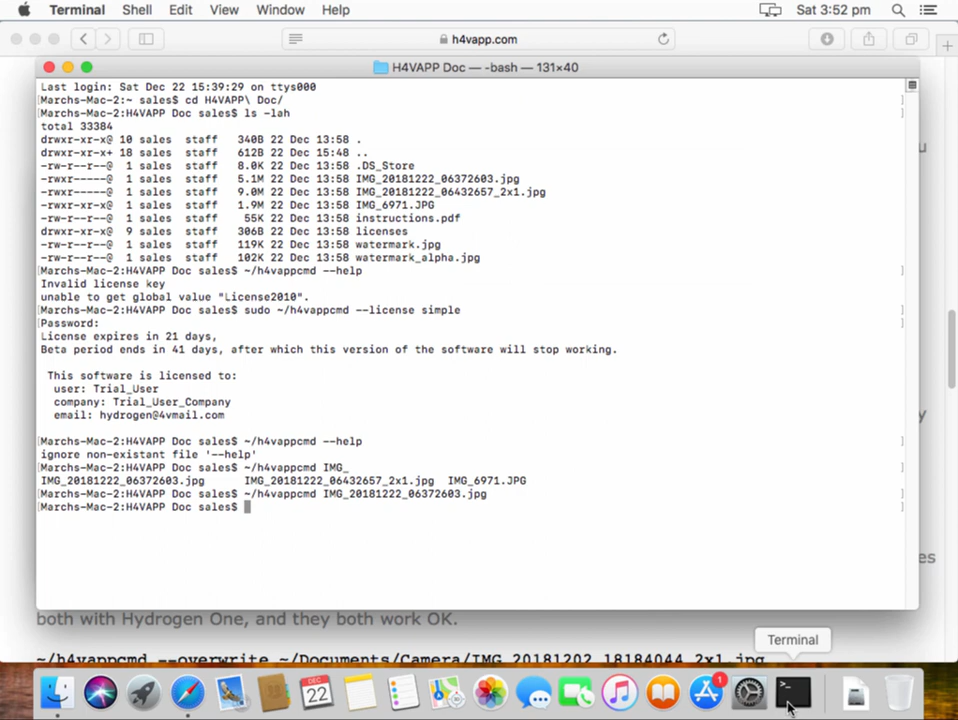 Terminal Shell Edit View Window Help Sat 3:52 pm
h4vapp.com
H4VAPP Doc — -bash — 131×40
Last login: Sat Dec 22 15:39:29 on ttys000
[Marchs-Mac-2:~ sales$ cd H4VAPP\ Doc/ ]
[Marchs-Mac-2:H4VAPP Doc sales$ ls -lah ]
total 33384
drwxr-xr-x@ 10 sales staff 340B 22 Dec 13:58 .
drwxr-xr-x+ 18 sales staff 612B 22 Dec 15:48 ..
-rw-r--r--@ 1 sales staff 8.0K 22 Dec 13:58 .DS_Store
-rwxr-----@ 1 sales staff 5.1M 22 Dec 13:58 IMG_20181222_06372603.jpg
-rwxr-----@ 1 sales staff 9.0M 22 Dec 13:58 IMG_20181222_06432657_2x1.jpg
-rw-r--r--@ 1 sales staff 1.9M 22 Dec 13:58 IMG_6971.JPG
-rw-r--r--@ 1 sales staff 55K 22 Dec 13:58 instructions.pdf
drwxr-xr-x@ 9 sales staff 306B 22 Dec 13:58 licenses
-rw-r--r--@ 1 sales staff 119K 22 Dec 13:58 watermark.jpg
-rw-r--r--@ 1 sales staff 102K 22 Dec 13:58 watermark_alpha.jpg
[Marchs-Mac-2:H4VAPP Doc sales$ ~/h4vappcmd --help ]
Invalid license key
unable to get global value "License2010".
[Marchs-Mac-2:H4VAPP Doc sales$ sudo ~/h4vappcmd --license simple ]
[Password: ]
License expires in 21 days,
Beta period ends in 41 days, after which this version of the software will stop working.
This software is licensed to:
user: Trial_User
company: Trial_User_Company
email: hydrogen@4vmail.com
[Marchs-Mac-2:H4VAPP Doc sales$ ~/h4vappcmd --help ]
ignore non-existant file '--help'
[Marchs-Mac-2:H4VAPP Doc sales$ ~/h4vappcmd IMG_ ]
IMG_20181222_06372603.jpg IMG_20181222_06432657_2x1.jpg IMG_6971.JPG
[Marchs-Mac-2:H4VAPP Doc sales$ ~/h4vappcmd IMG_20181222_06372603.jpg ]
[Marchs-Mac-2:H4VAPP Doc sales$ ]
both with Hydrogen One, and they both work OK.
~/h4vappcmd --overwrite ~/Documents/Camera/IMG_20181202_18184044_2x1.jpg
Terminal
DEC
22
1